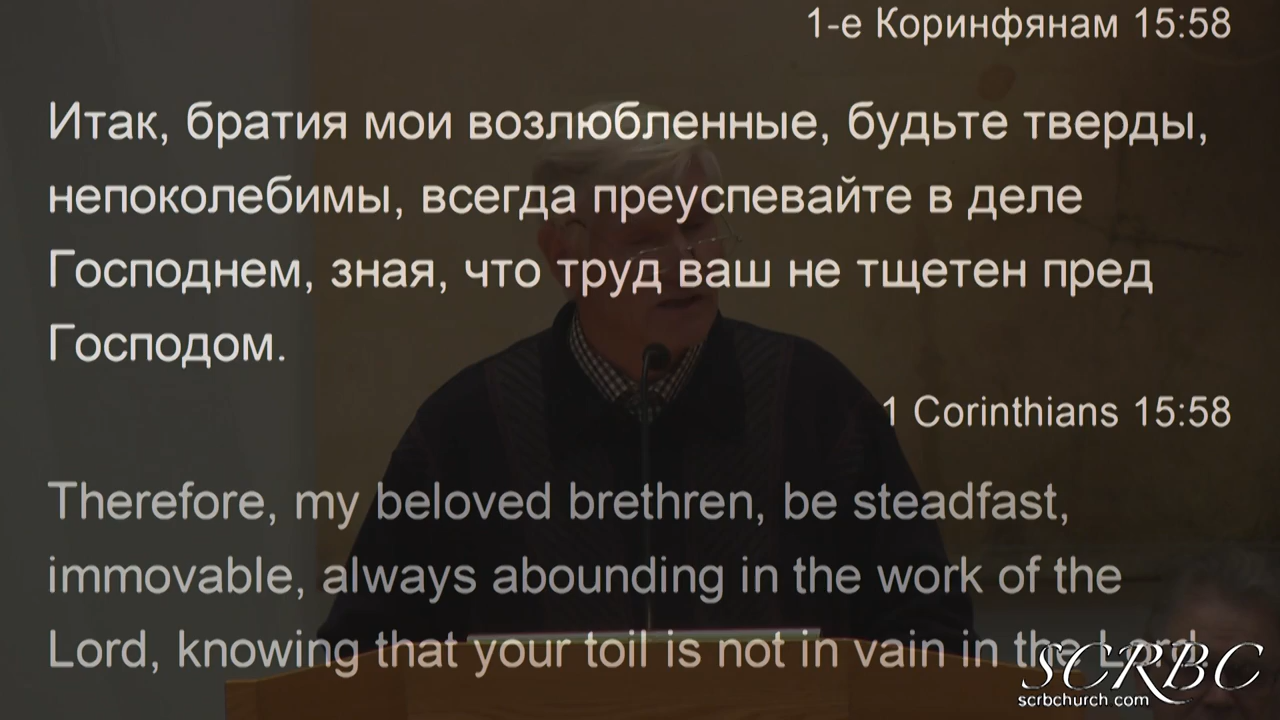 1-е Коринфянам 15:58
Итак, братия мои возлюбленные, будьте тверды,
непоколебимы, всегда преуспевайте в деле
Господнем, зная, что труд ваш не тщетен пред
Господом.
1 Corinthians 15:58
Therefore, my beloved brethren, be steadfast,
immovable, always abounding in the work of the
Lord, knowing that your toil is not in vain in the Lord.
SCRBC
scrbchurch.com